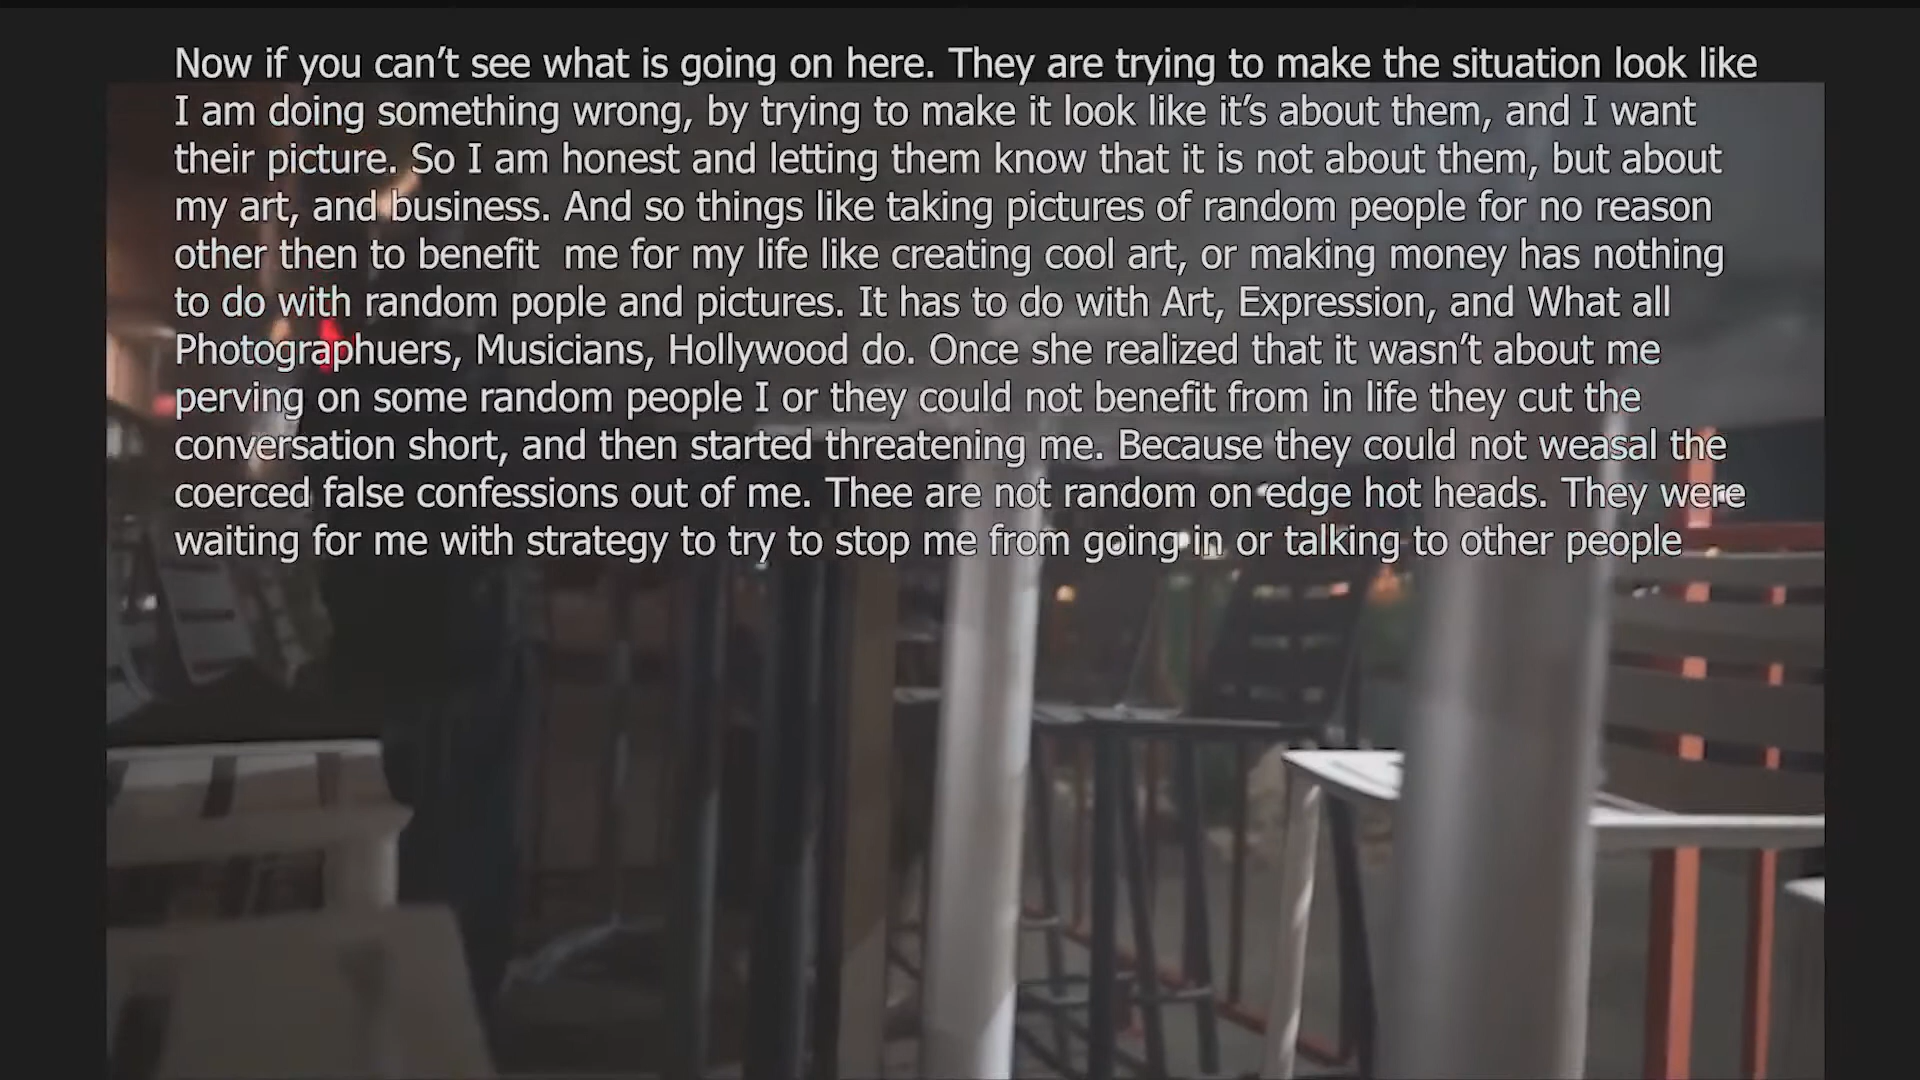 Now if you can’t see what is going on here. They are trying to make the situation look like
I am doing something wrong, by trying to make it look like it’s about them, and I want
their picture. So I am honest and letting them know that it is not about them, but about
my art, and business. And so things like taking pictures of random people for no reason
other then to benefit  me for my life like creating cool art, or making money has nothing
to do with random pople and pictures. It has to do with Art, Expression, and What all
Photographuers, Musicians, Hollywood do. Once she realized that it wasn’t about me
perving on some random people I or they could not benefit from in life they cut the
conversation short, and then started threatening me. Because they could not weasal the
coerced false confessions out of me. Thee are not random on edge hot heads. They were
waiting for me with strategy to try to stop me from going in or talking to other people